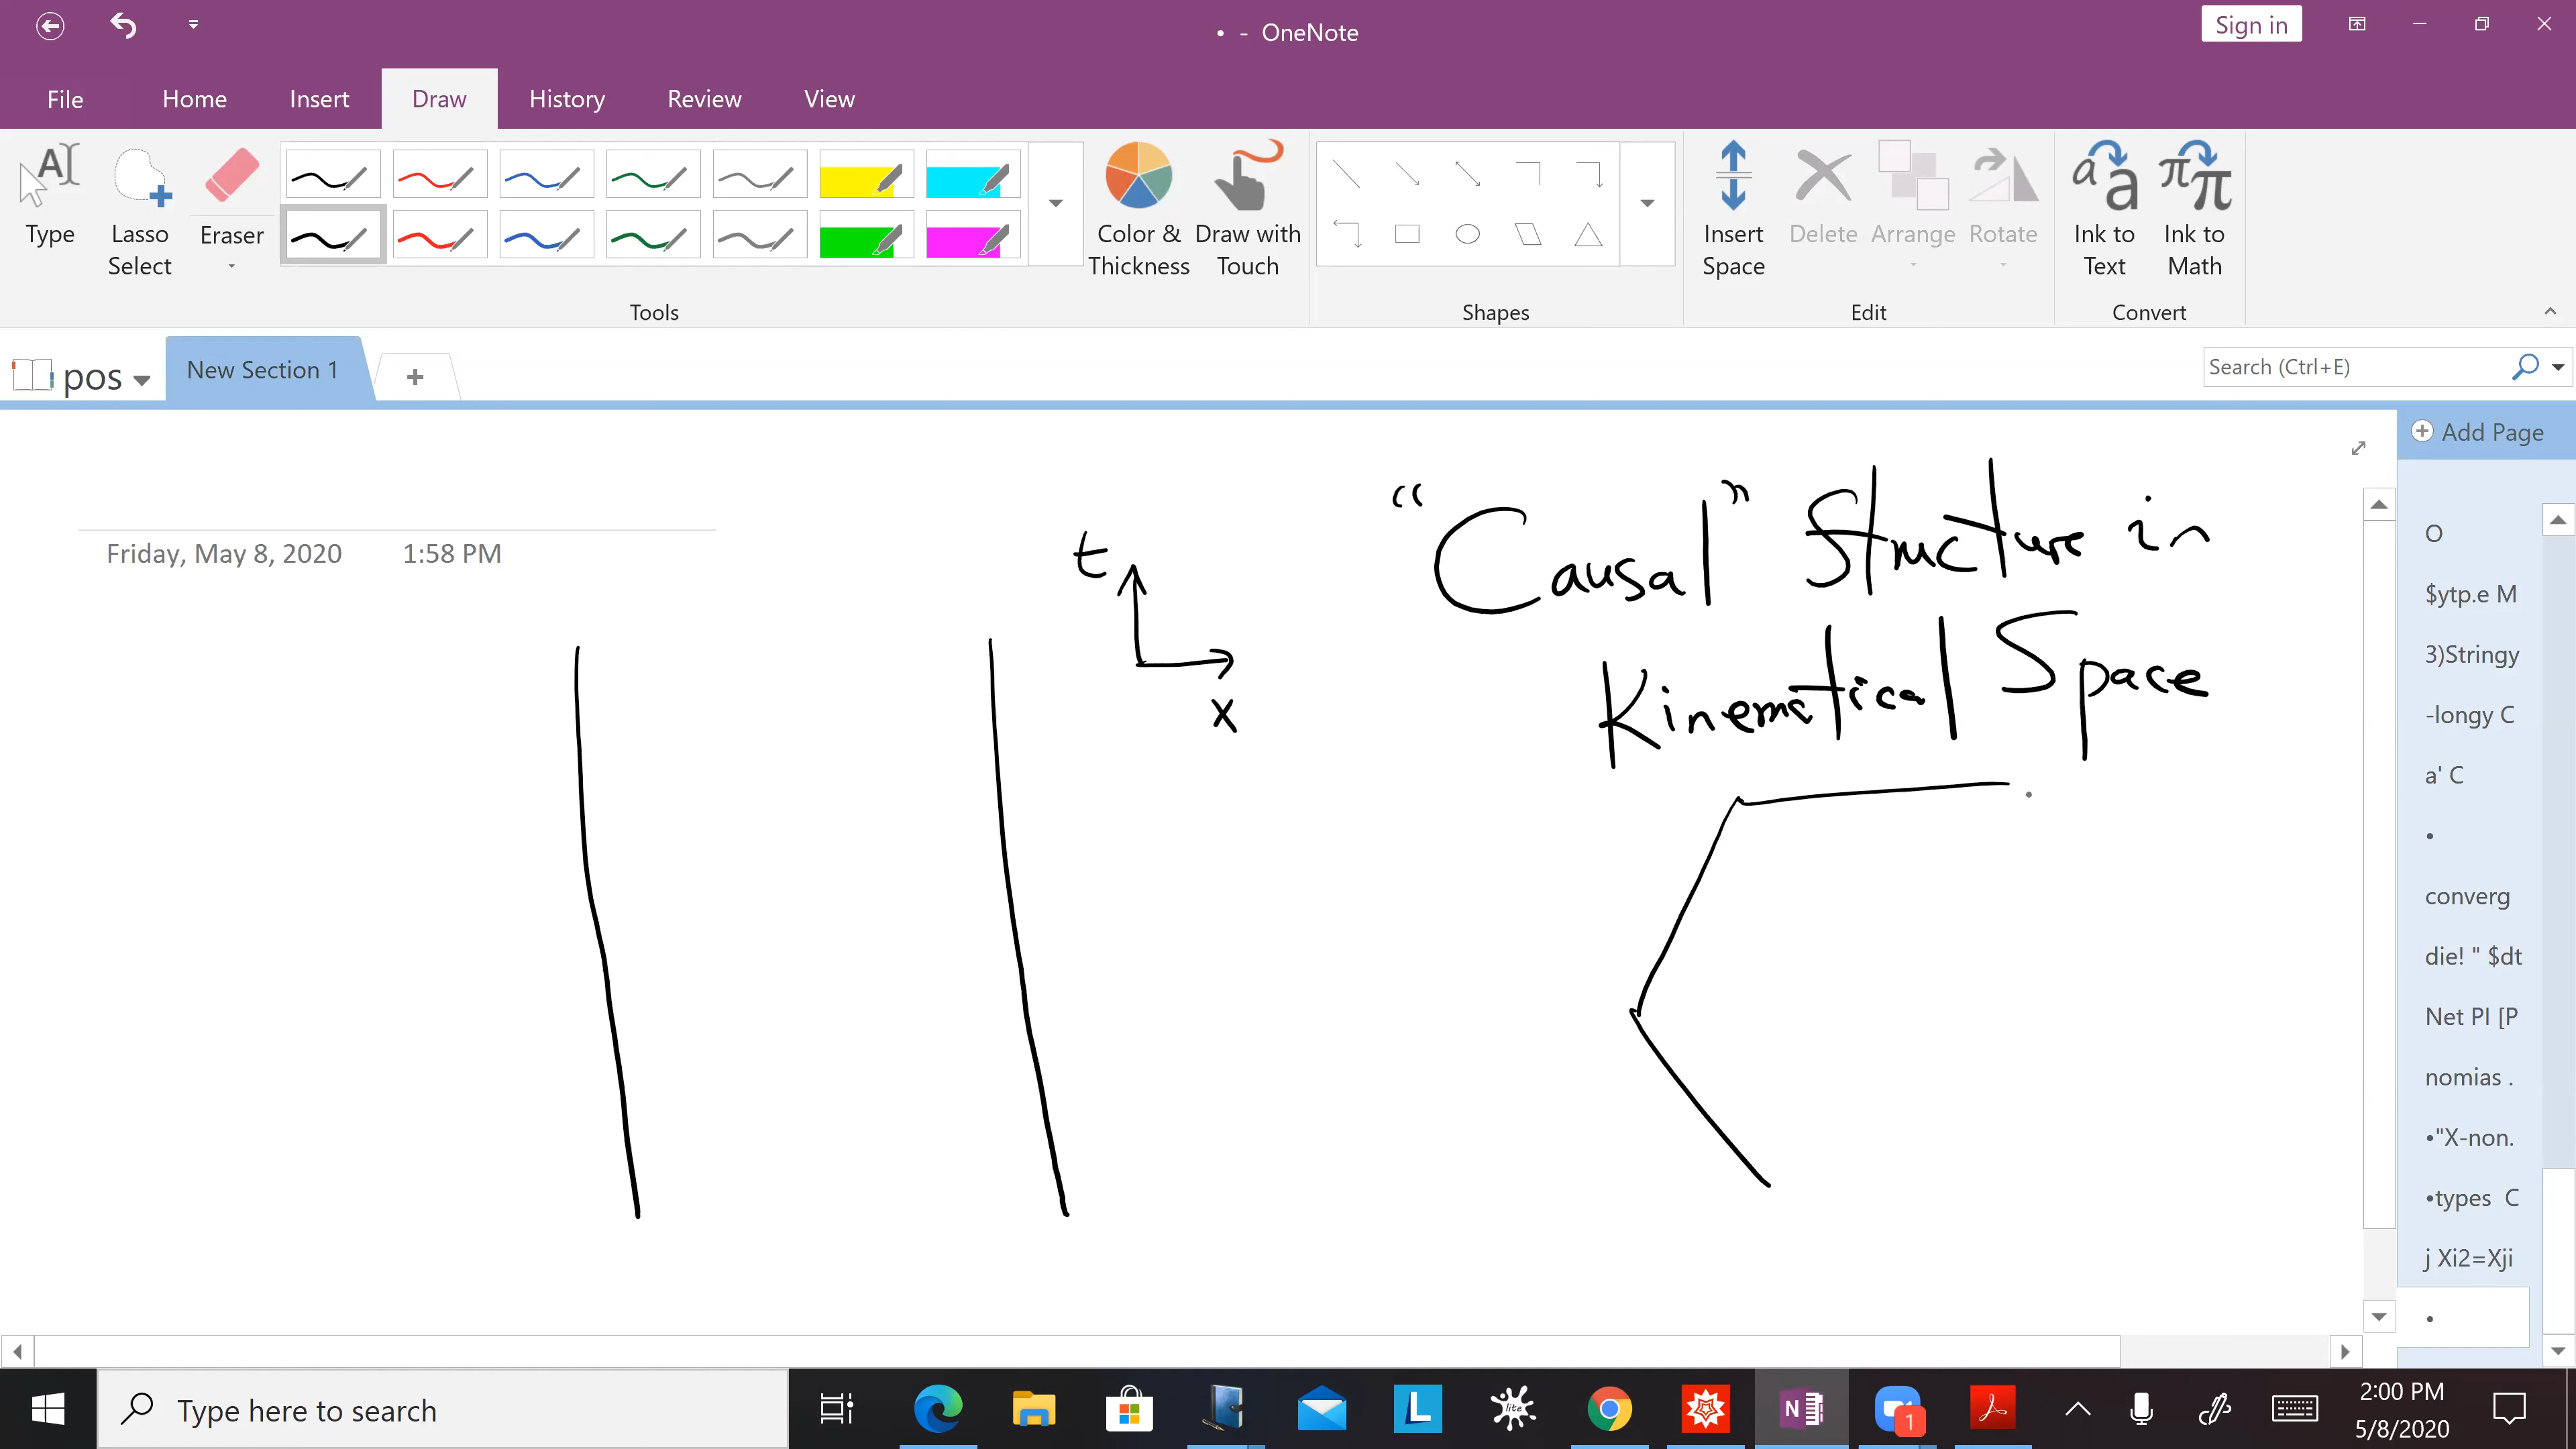 • - OneNote
Sign in
File Home Insert Draw History Review View
Type
Lasso Select
Eraser
Color & Thickness
Draw with Touch
Insert Space
Delete
Arrange
Rotate
Ink to Text
Ink to Math
Tools
Shapes
Edit
Convert
pos
New Section 1
Search (Ctrl+E)
Add Page
Friday, May 8, 2020 1:58 PM
t
x
"Causal" Structure in
Kinematical Space
O
$ytp.e M
3)Stringy
-longy C
a' C
•
converg
die! " $dt
Net PI [P
nomias .
•"X-non.
•types C
j Xi2=Xji
•
Type here to search
L
lite
N
1
2:00 PM
5/8/2020